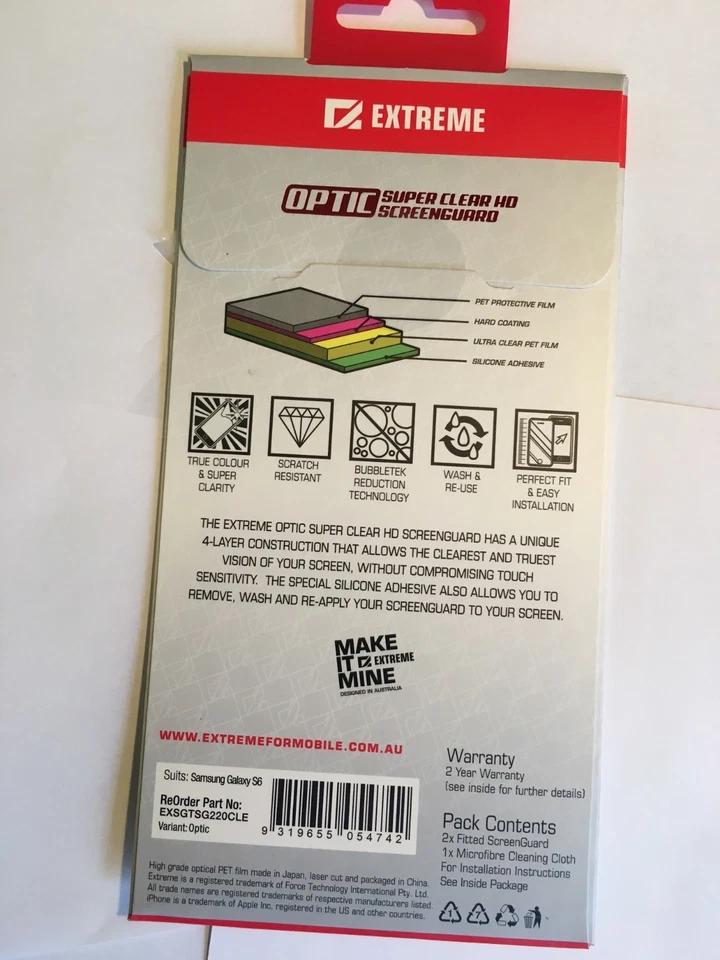 EXTREME
OPTIC SUPER CLEAR HD
SCREENGUARD
PET PROTECTIVE FILM
HARD COATING
ULTRA CLEAR PET FILM
SILICONE ADHESIVE
TRUE COLOUR
& SUPER
CLARITY
SCRATCH
RESISTANT
BUBBLETEK
REDUCTION
TECHNOLOGY
WASH &
RE-USE
PERFECT FIT
& EASY
INSTALLATION
THE EXTREME OPTIC SUPER CLEAR HD SCREENGUARD HAS A UNIQUE
4-LAYER CONSTRUCTION THAT ALLOWS THE CLEAREST AND TRUEST
VISION OF YOUR SCREEN, WITHOUT COMPROMISING TOUCH
SENSITIVITY. THE SPECIAL SILICONE ADHESIVE ALSO ALLOWS YOU TO
REMOVE, WASH AND RE-APPLY YOUR SCREENGUARD TO YOUR SCREEN.
MAKE
IT EXTREME
MINE
DESIGNED IN AUSTRALIA
WWW.EXTREMEFORMOBILE.COM.AU
Suits: Samsung Galaxy S6
ReOrder Part No:
EXSGTSG220CLE
Variant: Optic
9 319655 054742
Warranty
2 Year Warranty
(see inside for further details)
Pack Contents
2x Fitted ScreenGuard
1x Microfibre Cleaning Cloth
For Installation Instructions
See Inside Package
High grade optical PET film made in Japan, laser cut and packaged in China.
Extreme is a registered trademark of Force Technology International Pty. Ltd.
All trade names are registered trademarks of respective manufacturers listed.
iPhone is a trademark of Apple Inc, registered in the US and other countries.
1
7